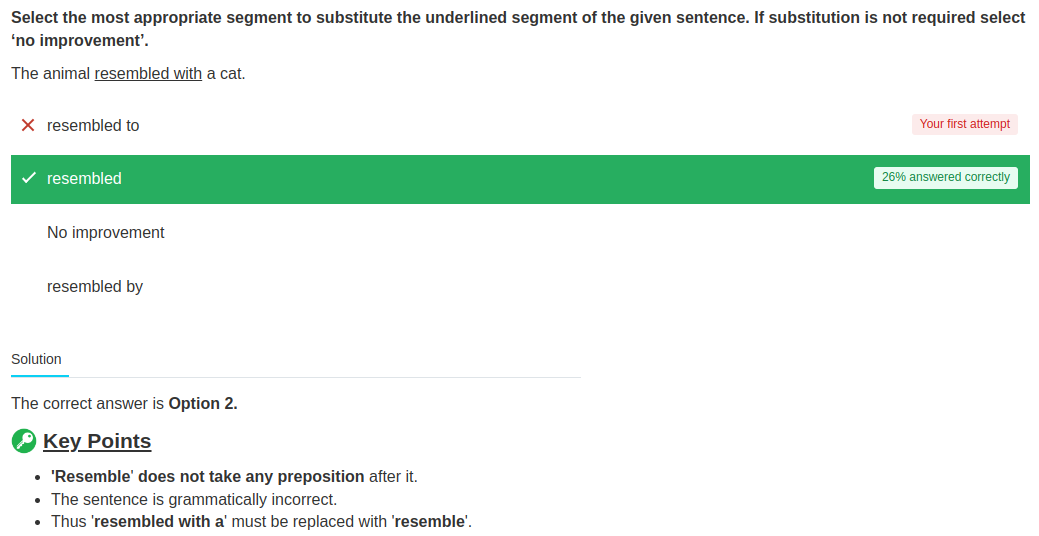 Select the most appropriate segment to substitute the underlined segment of the given sentence. If substitution is not required select
‘no improvement’.
The animal resembled with a cat.
resembled to
Your first attempt
resembled
26% answered correctly
No improvement
resembled by
Solution
The correct answer is Option 2.
Key Points
• 'Resemble' does not take any preposition after it.
• The sentence is grammatically incorrect.
• Thus 'resembled with a' must be replaced with 'resemble'.